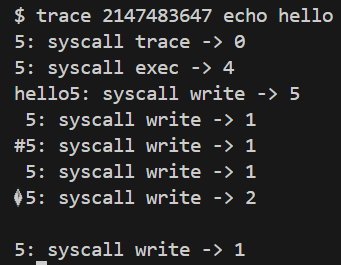 $ trace 2147483647 echo hello
5: syscall trace -> 0
5: syscall exec -> 4
hello5: syscall write -> 5
 5: syscall write -> 1
#5: syscall write -> 1
 5: syscall write -> 1
�5: syscall write -> 2

5: syscall write -> 1